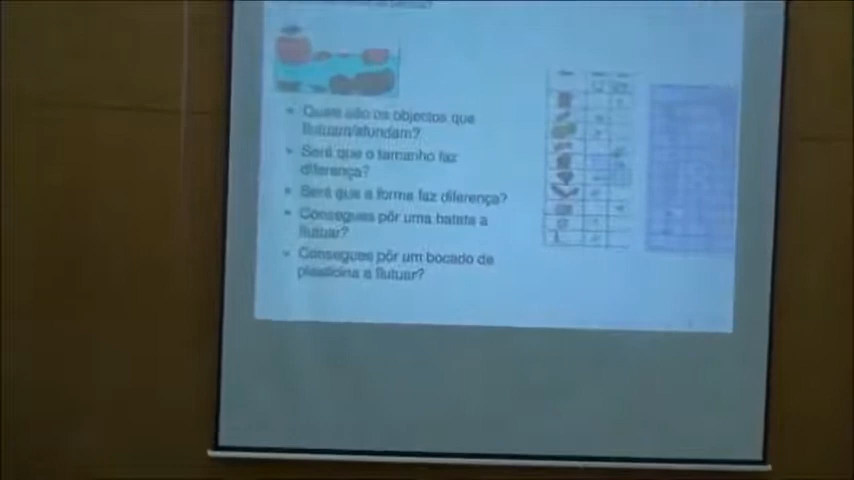 Quais são os objectos que
flutuam/afundam?
Será que o tamanho faz
diferença?
Será que a forma faz diferença?
Consegues pôr uma batata a
flutuar?
Consegues pôr um bocado de
plasticina a flutuar?